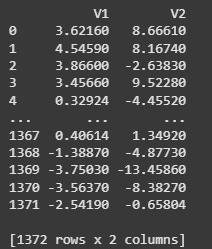 V1 V2
0 3.62160 8.66610
1 4.54590 8.16740
2 3.86600 -2.63830
3 3.45660 9.52280
4 0.32924 -4.45520
... ... ...
1367 0.40614 1.34920
1368 -1.38870 -4.87730
1369 -3.75030 -13.45860
1370 -3.56370 -8.38270
1371 -2.54190 -0.65804
[1372 rows x 2 columns]